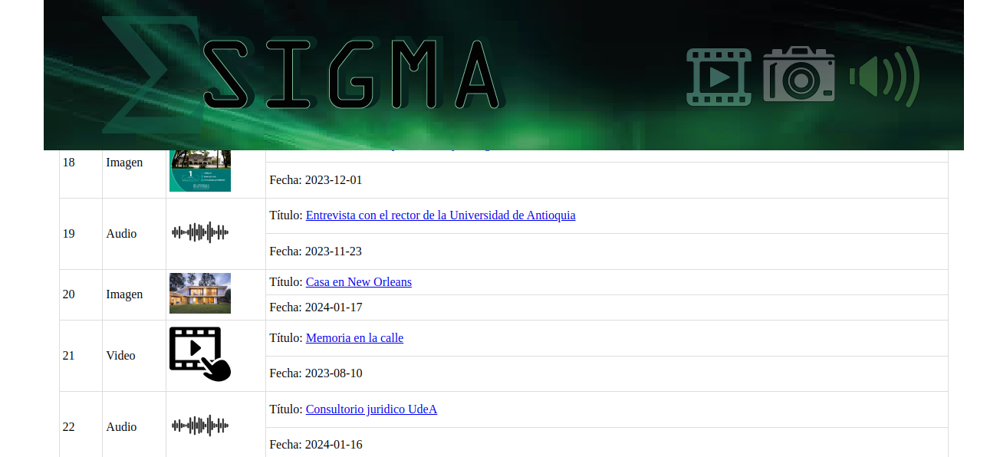 Σ SIGMA
18
Imagen
Fecha: 2023-12-01
19
Audio
Título: Entrevista con el rector de la Universidad de Antioquia
Fecha: 2023-11-23
20
Imagen
Título: Casa en New Orleans
Fecha: 2024-01-17
21
Video
Título: Memoria en la calle
Fecha: 2023-08-10
22
Audio
Título: Consultorio juridico UdeA
Fecha: 2024-01-16